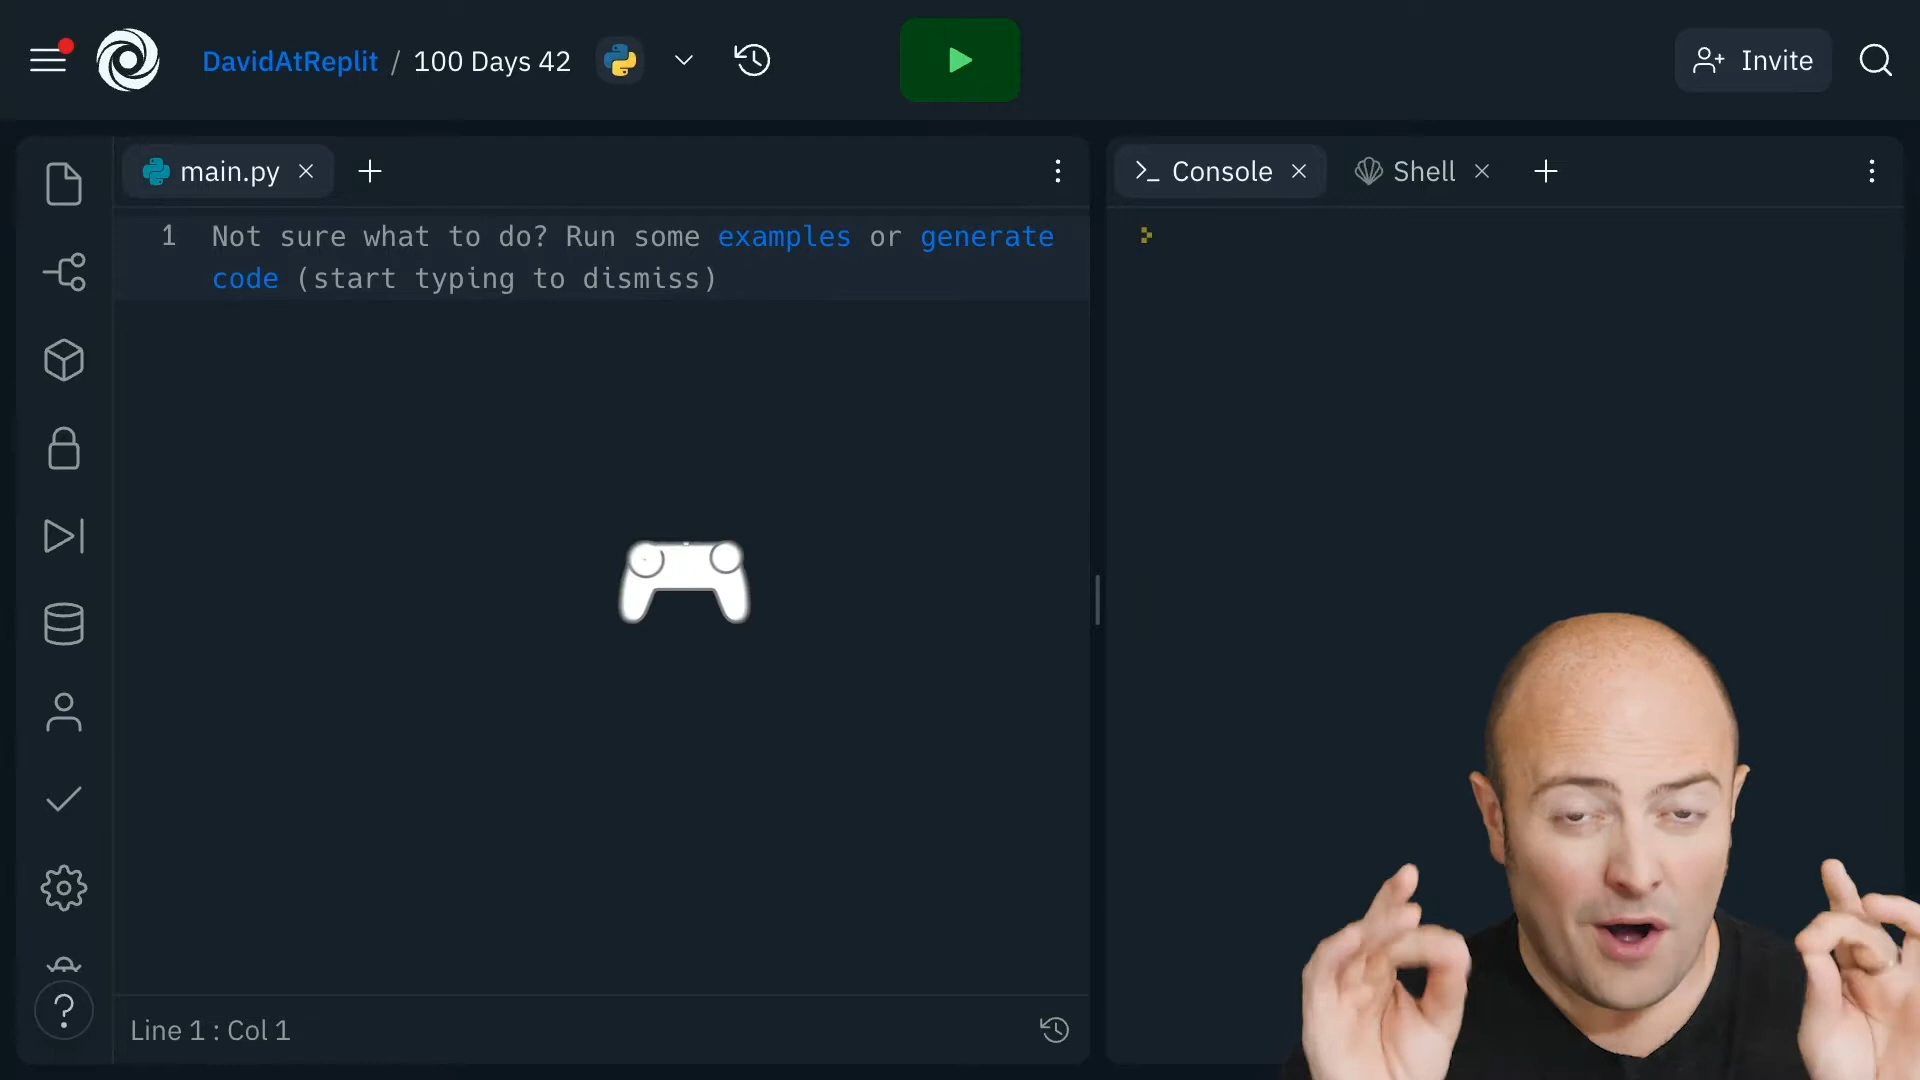 DavidAtReplit / 100 Days 42
Invite
main.py
Console
Shell
1 Not sure what to do? Run some examples or generate
code (start typing to dismiss)
Line 1 : Col 1